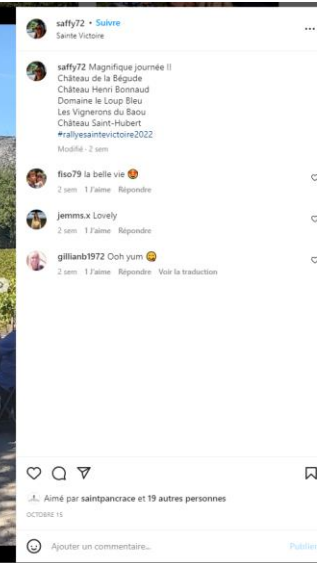 saffy72 • Suivre
Sainte Victoire
saffy72 Magnifique journée !!
Château de la Bégude
Château Henri Bonnaud
Domaine le Loup Bleu
Les Vignerons du Baou
Château Saint-Hubert
#rallyesaintevictoire2022
Modifié · 2 sem
fiso79 la belle vie 🥰
2 sem 1 J'aime Répondre
jemms.x Lovely
2 sem 1 J'aime Répondre
gillianb1972 Ooh yum 😋
2 sem 1 J'aime Répondre Voir la traduction
Aimé par saintpancrace et 19 autres personnes
OCTOBRE 15
Ajouter un commentaire...
Publier